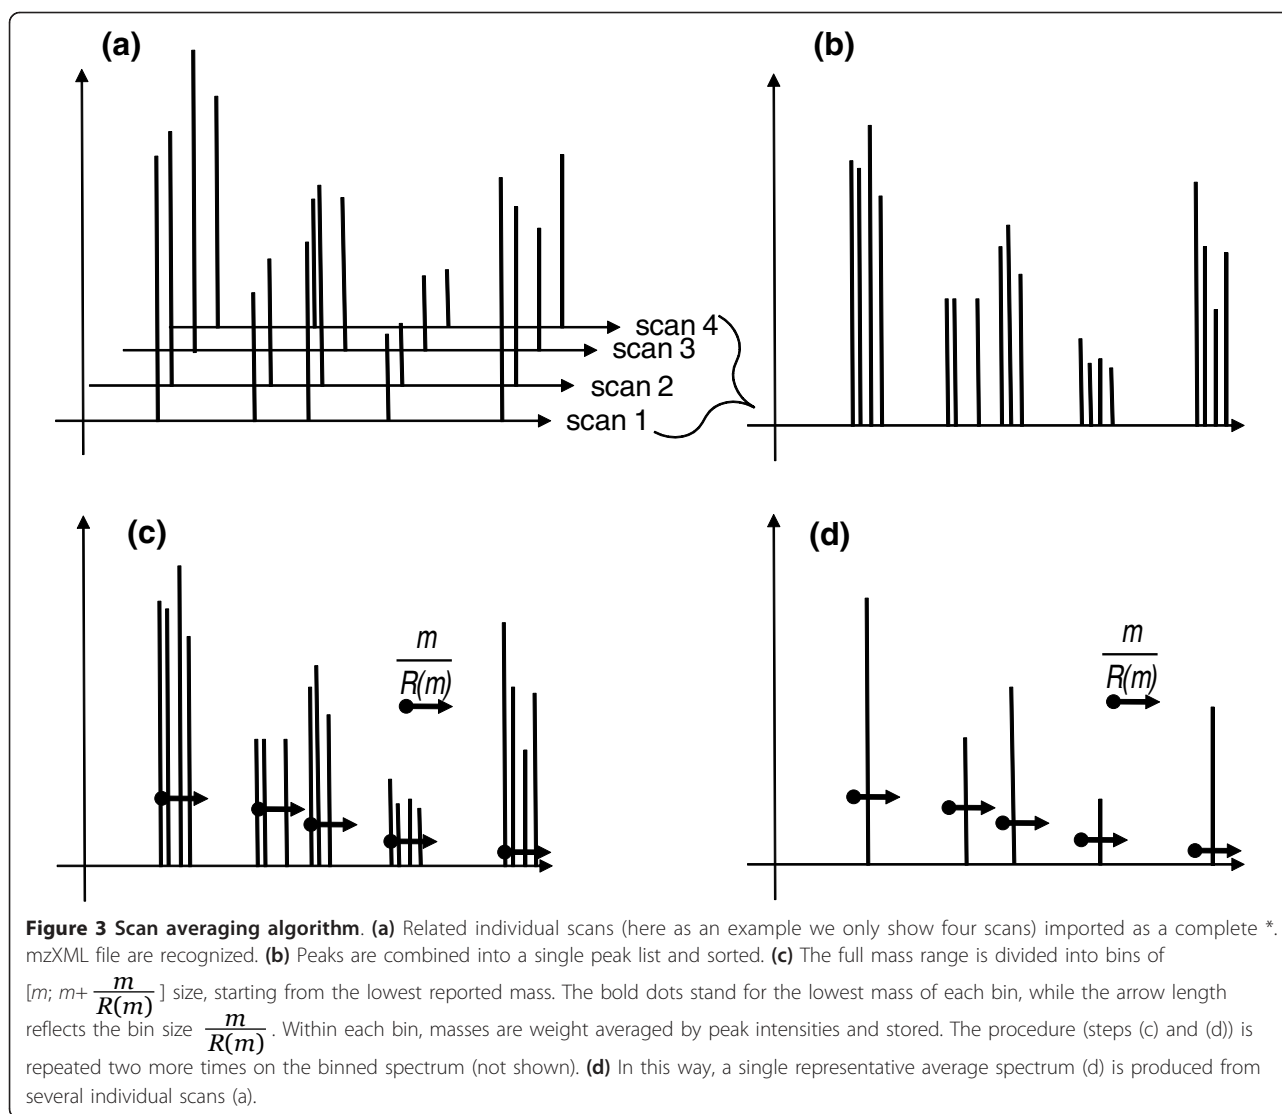 (a)
(b)
scan 4
scan 3
scan 2
scan 1
(c)
(d)
m
R(m)
m
R(m)
Figure 3 Scan averaging algorithm. (a) Related individual scans (here as an example we only show four scans) imported as a complete *.
mzXML file are recognized. (b) Peaks are combined into a single peak list and sorted. (c) The full mass range is divided into bins of
[m; m+ m/R(m) ] size, starting from the lowest reported mass. The bold dots stand for the lowest mass of each bin, while the arrow length
reflects the bin size m/R(m). Within each bin, masses are weight averaged by peak intensities and stored. The procedure (steps (c) and (d)) is
repeated two more times on the binned spectrum (not shown). (d) In this way, a single representative average spectrum (d) is produced from
several individual scans (a).